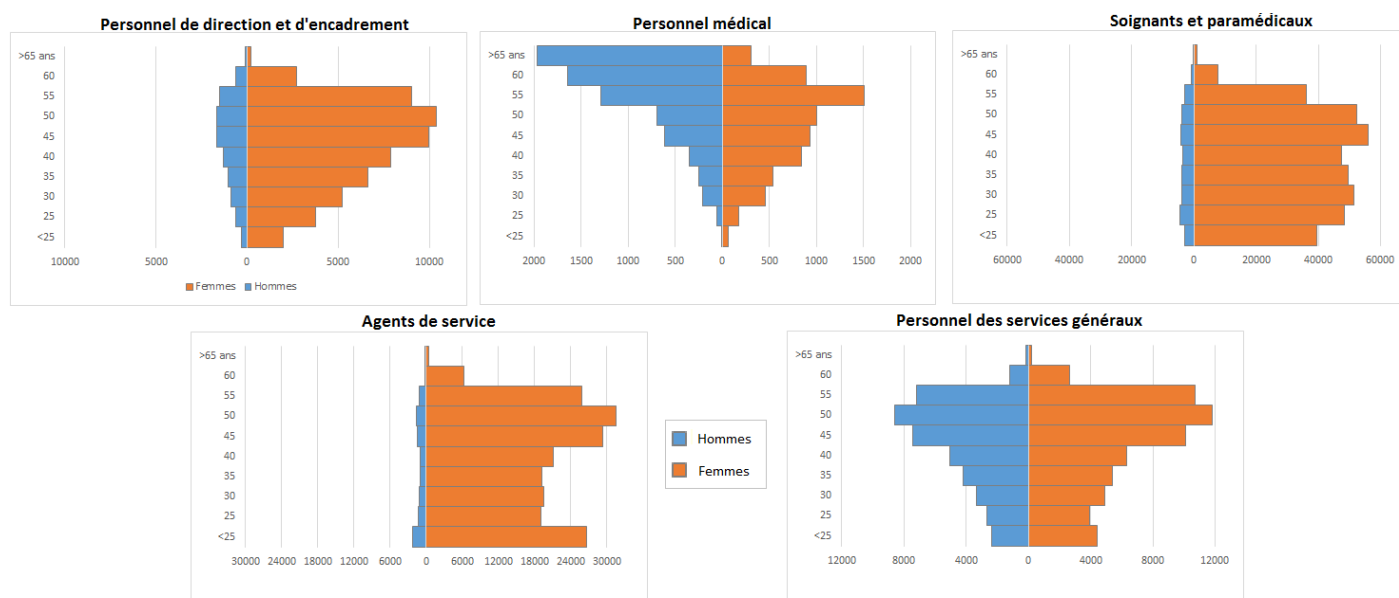 Personnel de direction et d'encadrement
>65 ans
60
55
50
45
40
35
30
25
<25
10000 5000 0 5000 10000
Femmes Hommes
Personnel médical
>65 ans
60
55
50
45
40
35
30
25
<25
2000 1500 1000 500 0 500 1000 1500 2000
Soignants et paramédicaux
>65 ans
60
55
50
45
40
35
30
25
<25
60000 40000 20000 0 20000 40000 60000
Agents de service
>65 ans
60
55
50
45
40
35
30
25
<25
30000 24000 18000 12000 6000 0 6000 12000 18000 24000 30000
Hommes
Femmes
Personnel des services généraux
>65 ans
60
55
50
45
40
35
30
25
<25
12000 8000 4000 0 4000 8000 12000